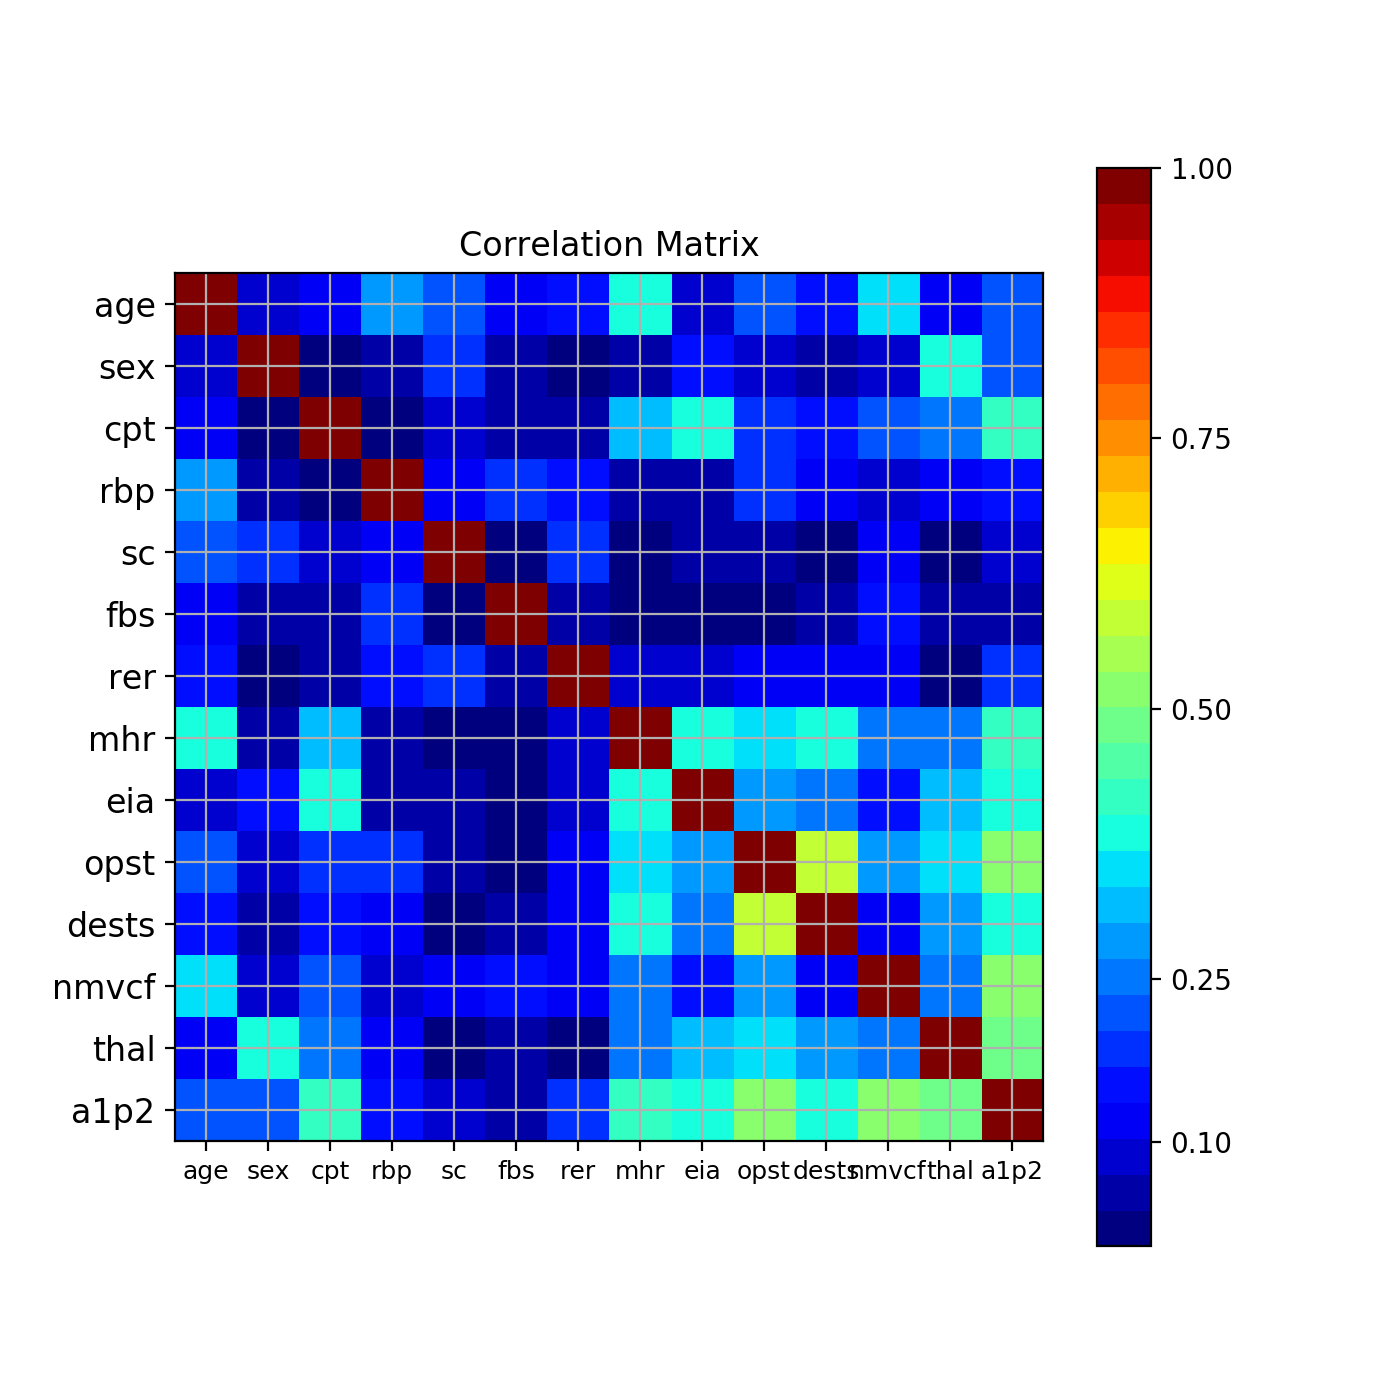 Correlation Matrix
age
sex
cpt
rbp
sc
fbs
rer
mhr
eia
opst
dests
nmvcf
thal
a1p2
age sex cpt rbp sc fbs rer mhr eia opst dests nmvcf thal a1p2
1.00
0.75
0.50
0.25
0.10